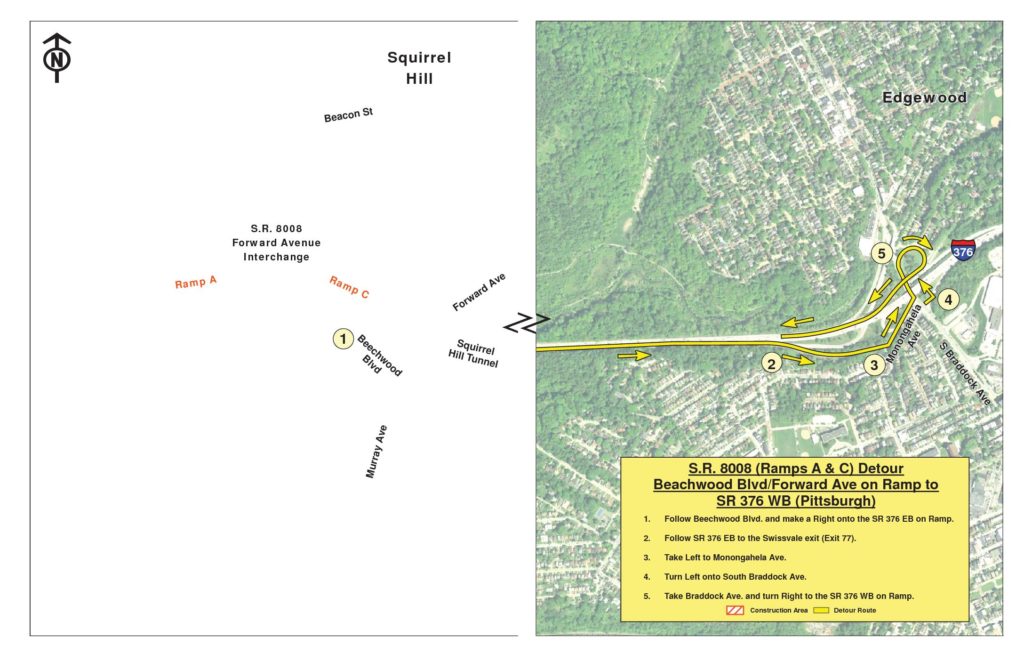 N
Squirrel
Hill
Beacon St
S.R. 8008
Forward Avenue
Interchange
Ramp A
Ramp C
Forward Ave
1
Beechwood
Blvd
Squirrel
Hill Tunnel
Murray Ave
Edgewood
5
376
4
Monongahela
Ave
S Braddock Ave
2
3
S.R. 8008 (Ramps A & C) Detour
Beachwood Blvd/Forward Ave on Ramp to
SR 376 WB (Pittsburgh)
1. Follow Beechwood Blvd. and make a Right onto the SR 376 EB on Ramp.
2. Follow SR 376 EB to the Swissvale exit (Exit 77).
3. Take Left to Monongahela Ave.
4. Turn Left onto South Braddock Ave.
5. Take Braddock Ave. and turn Right to the SR 376 WB on Ramp.
Construction Area Detour Route